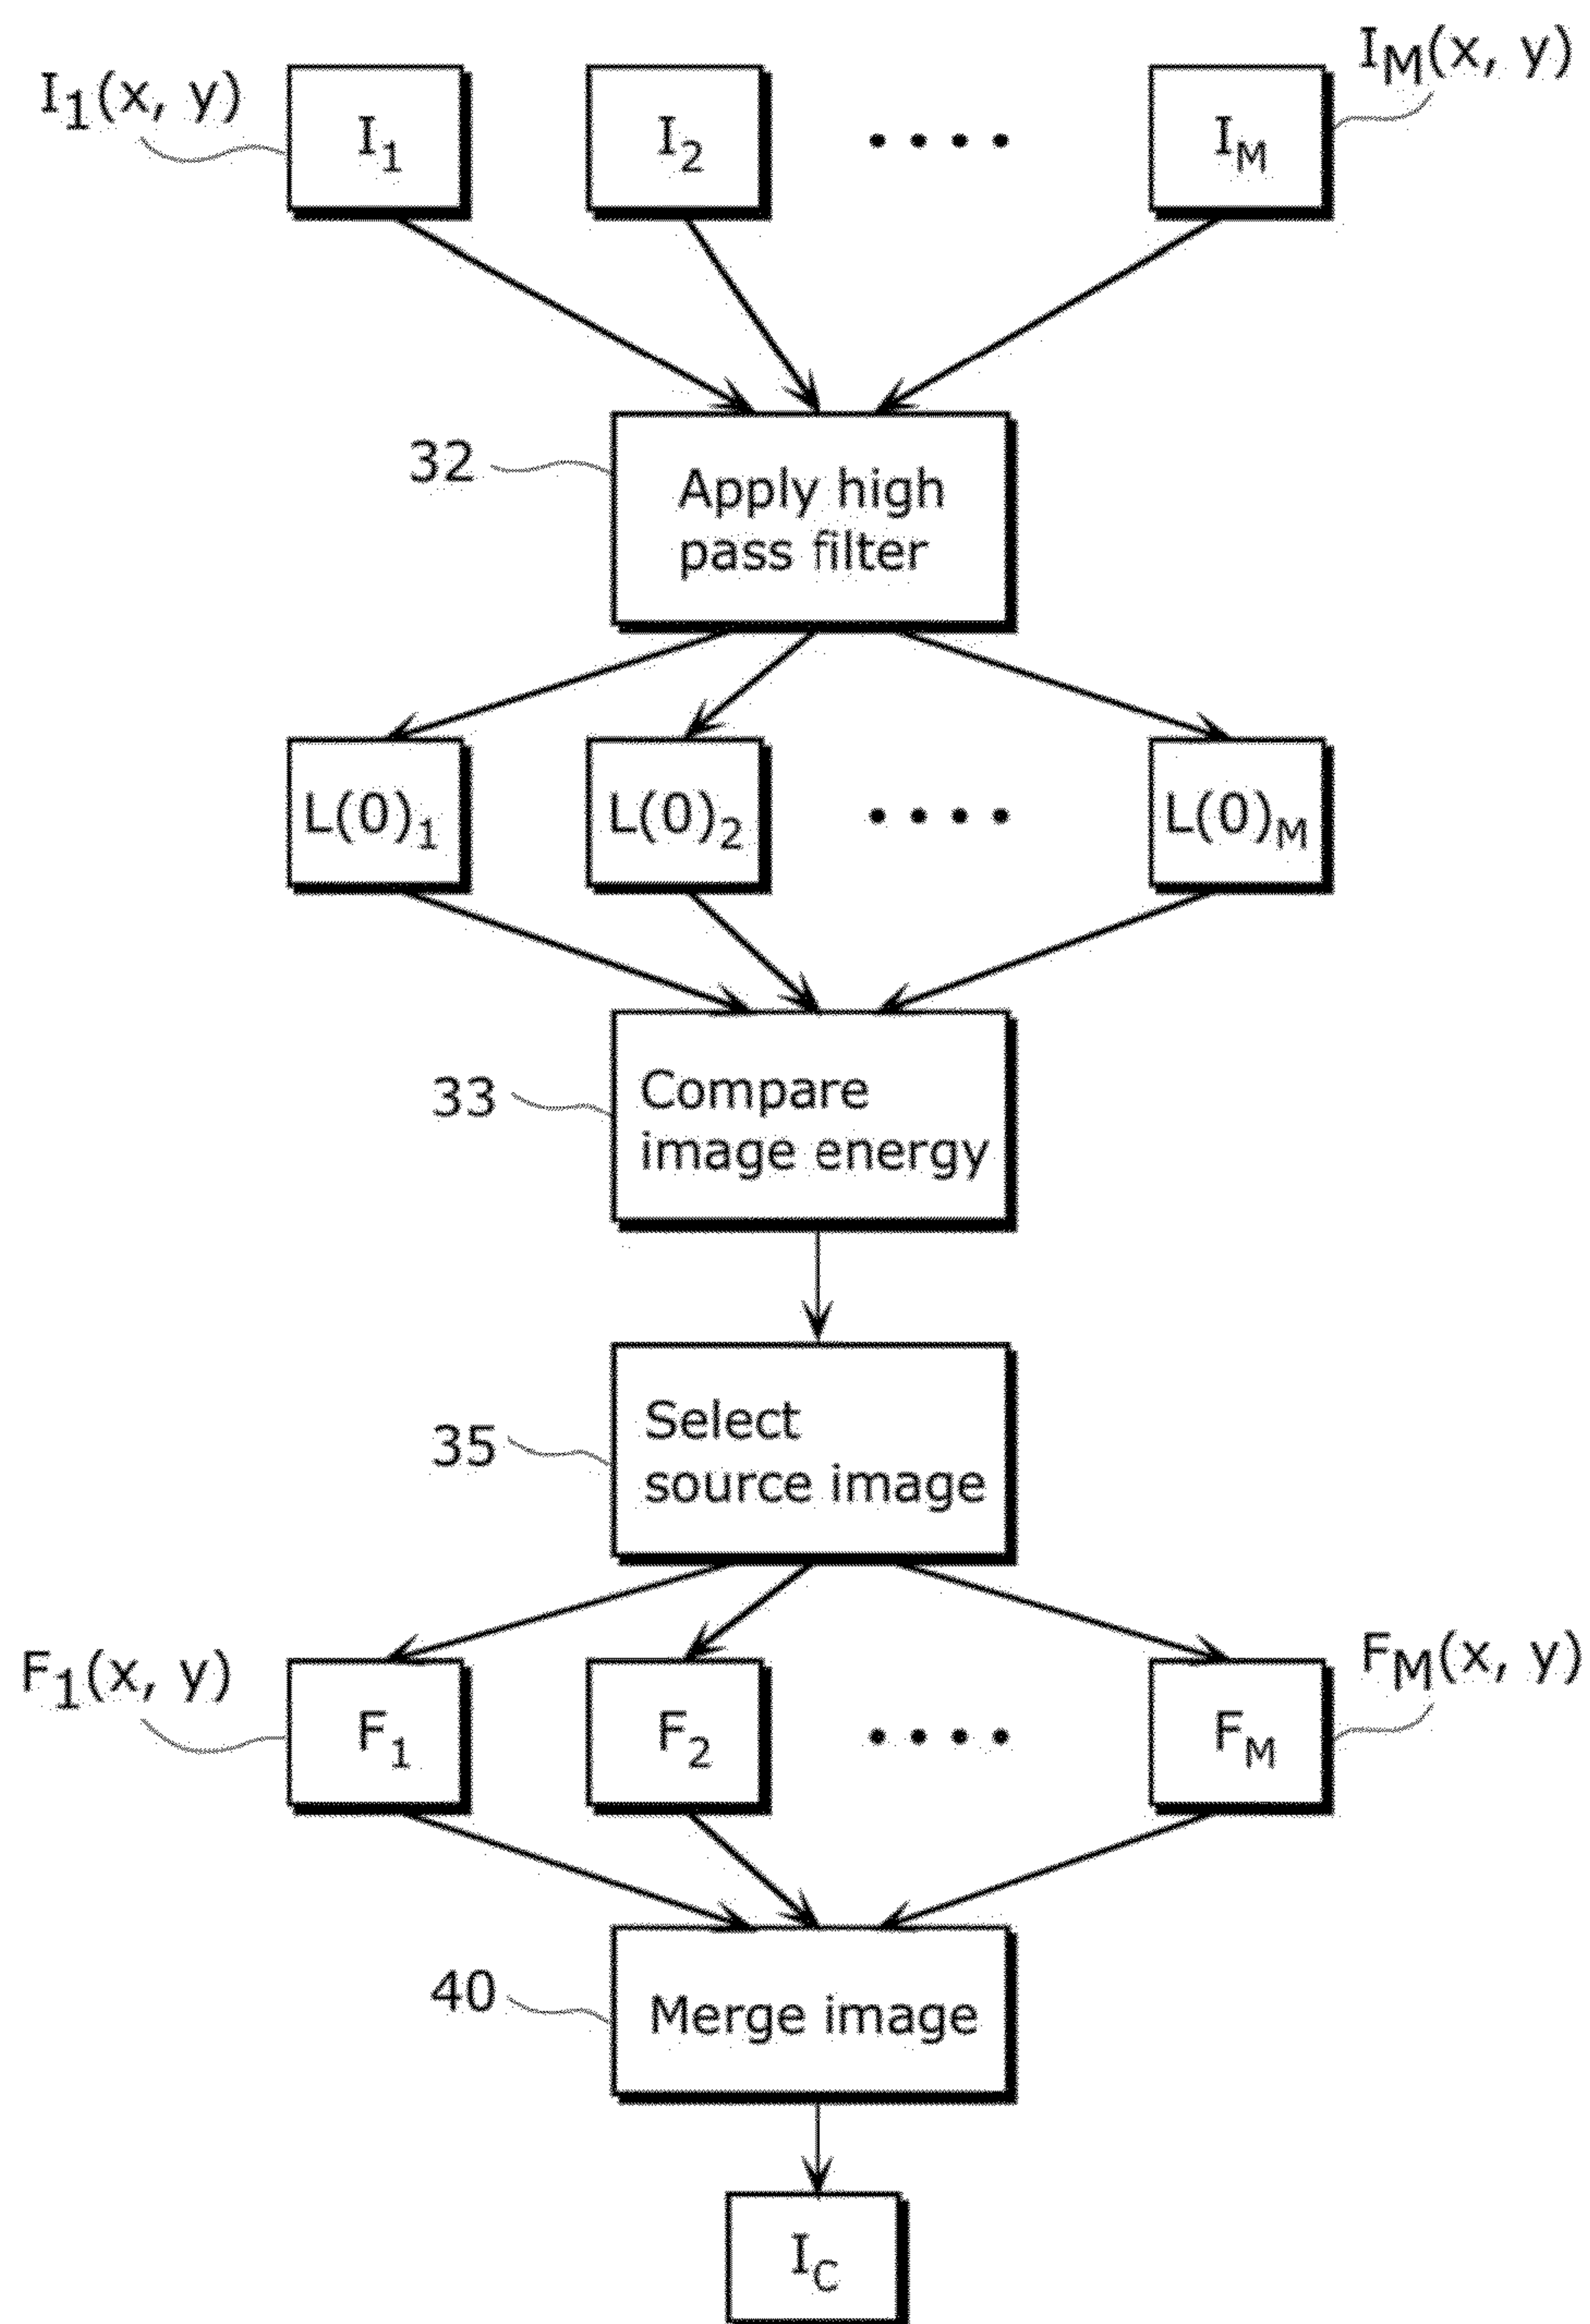 I1(x, y)
I1
I2
• • • •
IM
IM(x, y)
32
Apply high
pass filter
L(0)1
L(0)2
• • • •
L(0)M
33
Compare
image energy
35
Select
source image
F1(x, y)
F1
F2
• • • •
FM
FM(x, y)
40
Merge image
IC